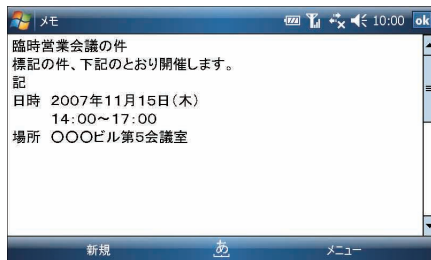 メモ 10:00 ok
臨時営業会議の件
標記の件、下記のとおり開催します。
記
日時 2007年11月15日(木)
14:00～17:00
場所 〇〇〇ビル第5会議室
新規 あ メニュー